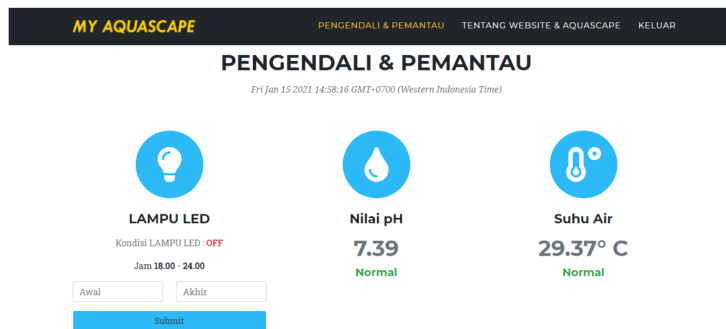 MY AQUASCAPE
PENGENDALI & PEMANTAU TENTANG WEBSITE & AQUASCAPE KELUAR
PENGENDALI & PEMANTAU
Fri Jan 15 2021 14:58:16 GMT+0700 (Western Indonesia Time)
LAMPU LED
Kondisi LAMPU LED : OFF
Jam 18.00 - 24.00
Awal Akhir
Submit
Nilai pH
7.39
Normal
Suhu Air
29.37° C
Normal